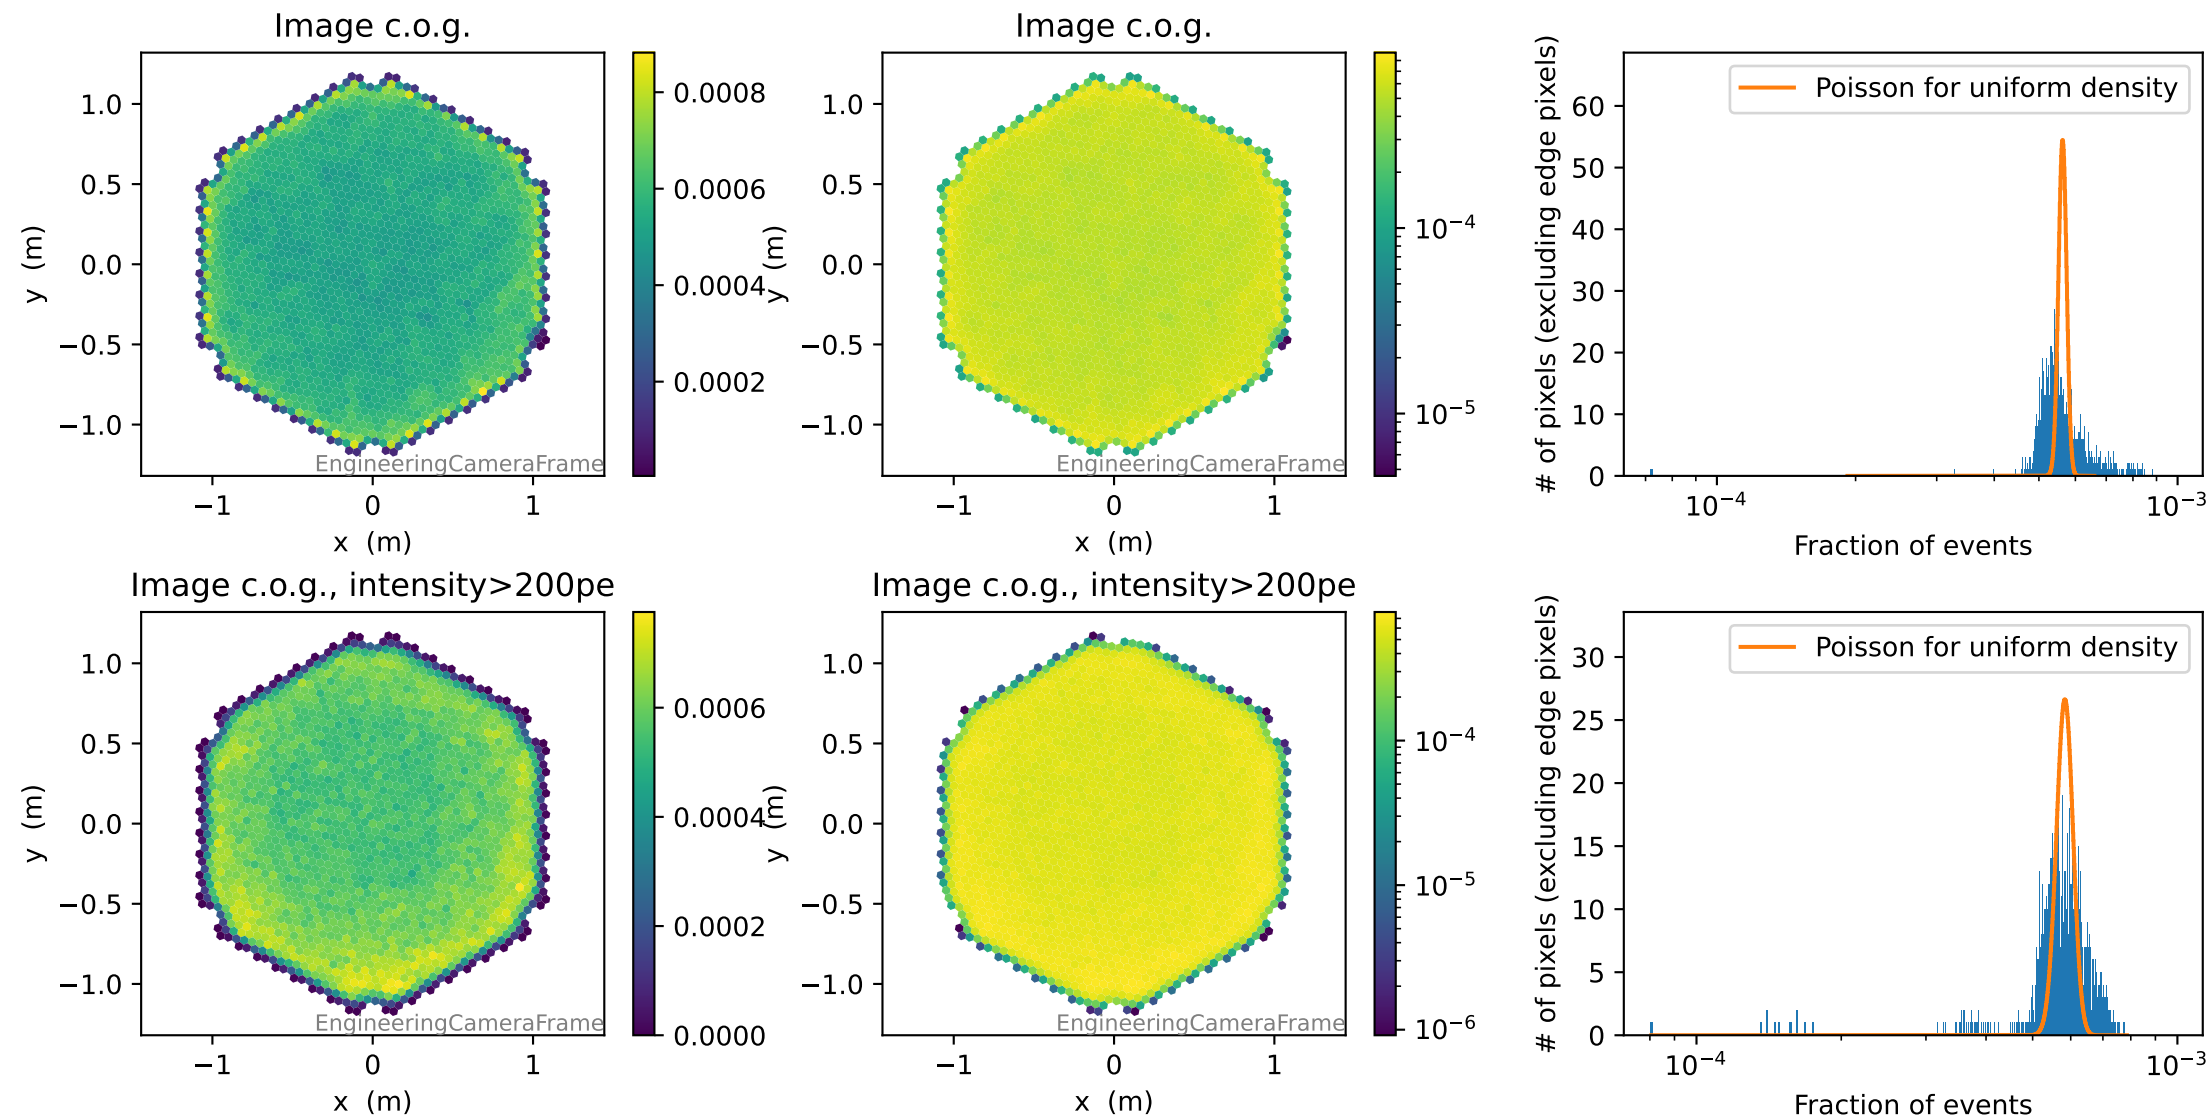 Image c.o.g.
1.0
0.5
0.0
−0.5
−1.0
y (m)
−1
0
1
x (m)
EngineeringCameraFrame
0.0008
0.0006
0.0004
0.0002
Image c.o.g.
1.0
0.5
0.0
−0.5
−1.0
y (m)
−1
0
1
x (m)
EngineeringCameraFrame
10⁻⁴
10⁻⁵
# of pixels (excluding edge pixels)
60
50
40
30
20
10
0
Poisson for uniform density
10⁻⁴
10⁻³
Fraction of events
Image c.o.g., intensity>200pe
1.0
0.5
0.0
−0.5
−1.0
y (m)
−1
0
1
x (m)
EngineeringCameraFrame
0.0006
0.0004
0.0002
0.0000
Image c.o.g., intensity>200pe
1.0
0.5
0.0
−0.5
−1.0
y (m)
−1
0
1
x (m)
EngineeringCameraFrame
10⁻⁴
10⁻⁵
10⁻⁶
# of pixels (excluding edge pixels)
30
25
20
15
10
5
0
Poisson for uniform density
10⁻⁴
10⁻³
Fraction of events